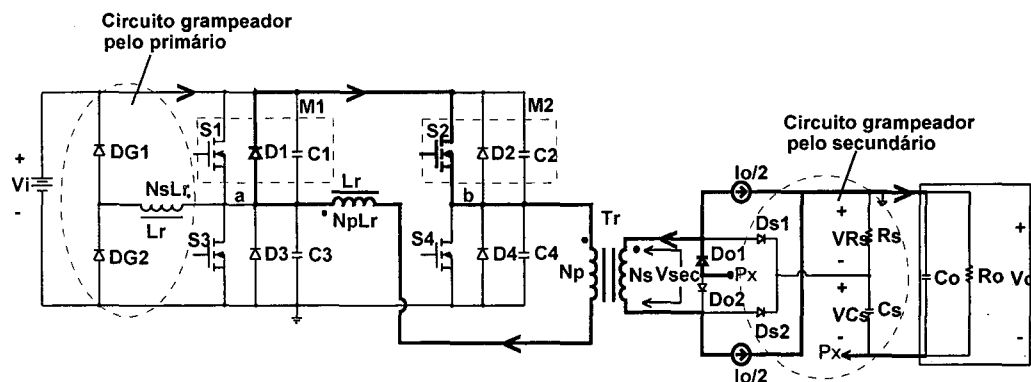 Circuito grampeador
pelo primário
M1
M2
S1
S2
Circuito grampeador
pelo secundário
+
Vi
-
DG1
D1
C1
D2
C2
NsLr
Lr
a
Lr
NpLr
b
Io/2
Tr
DG2
S3
D3
C3
S4
D4
C4
Np
Ns
Vsec
Ds1
Do1
Px
Do2
Ds2
+
VRs
-
Rs
+
VCs
-
Cs
Px
Co
Ro
+
Vo
-
Io/2